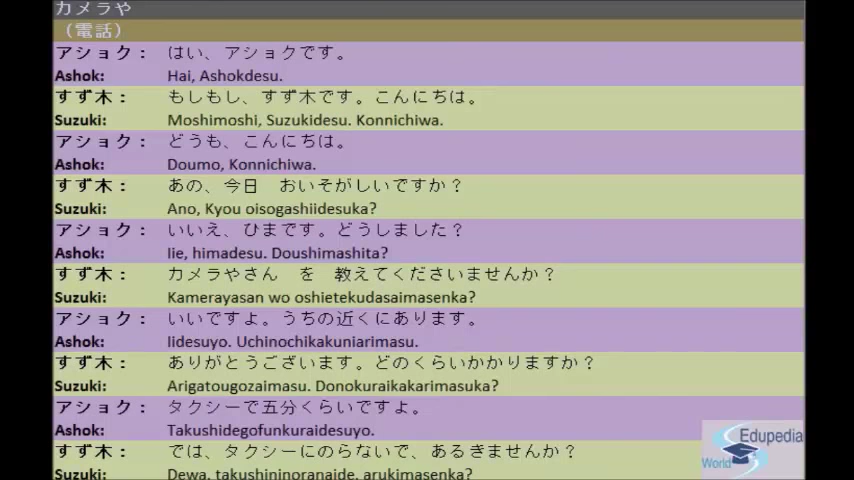 カメラや
（電話）
アショク： はい、アショクです。
Ashok: Hai, Ashokdesu.
すず木： もしもし、すず木です。こんにちは。
Suzuki: Moshimoshi, Suzukidesu. Konnichiwa.
アショク： どうも、こんにちは。
Ashok: Doumo, Konnichiwa.
すず木： あの、今日　おいそがしいですか？
Suzuki: Ano, Kyou oisogashiidesuka?
アショク： いいえ、ひまです。どうしました？
Ashok: Iie, himadesu. Doushimashita?
すず木： カメラやさん　を　教えてくださいませんか？
Suzuki: Kamerayasan wo oshietekudasaimasenka?
アショク： いいですよ。うちの近くにあります。
Ashok: Iidesuyo. Uchinochikakuniarimasu.
すず木： ありがとうございます。どのくらいかかりますか？
Suzuki: Arigatougozaimasu. Donokuraikakarimasuka?
アショク： タクシーで五分くらいですよ。
Ashok: Takushidegofunkuraidesuyo.
すず木： では、タクシーにのらないで、あるきませんか？
Suzuki: Dewa, takushininoranaide, arukimasenka?
Edupedia
World